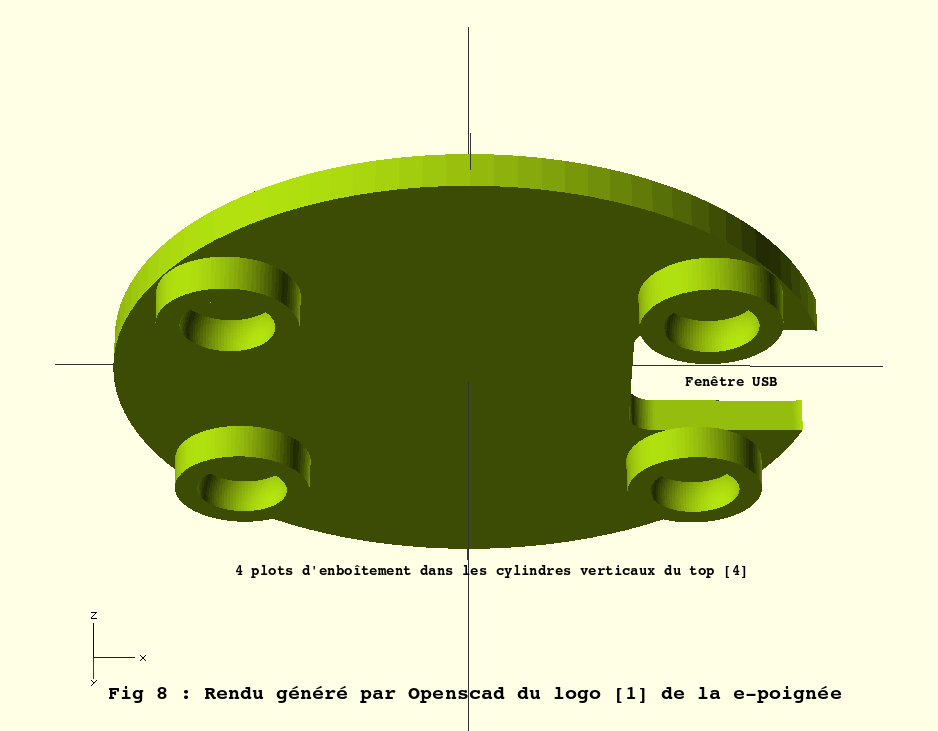 Fenêtre USB
4 plots d'enboîtement dans les cylindres verticaux du top [4]
Z
X
Y
Fig 8 : Rendu généré par Openscad du logo [1] de la e-poignée